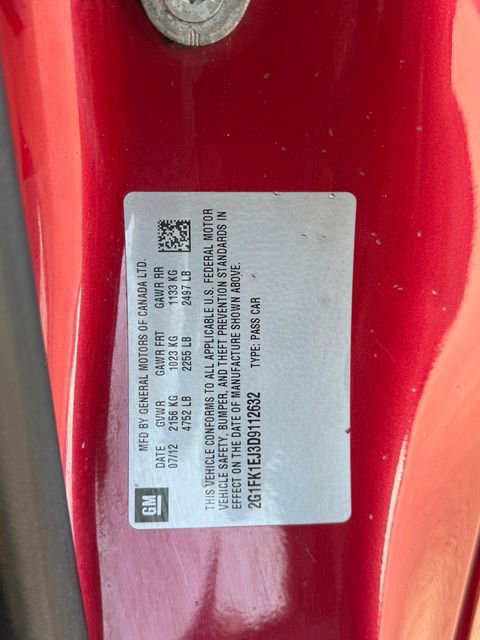 GM
MFD BY GENERAL MOTORS OF CANADA LTD.
DATE GVWR GAWR FRT GAWR RR
07/12 2156 KG 1023 KG 1133 KG
4752 LB 2255 LB 2497 LB
THIS VEHICLE CONFORMS TO ALL APPLICABLE U.S. FEDERAL MOTOR
VEHICLE SAFETY, BUMPER, AND THEFT PREVENTION STANDARDS IN
EFFECT ON THE DATE OF MANUFACTURE SHOWN ABOVE.
2G1FK1EJ3D9112632 TYPE: PASS CAR